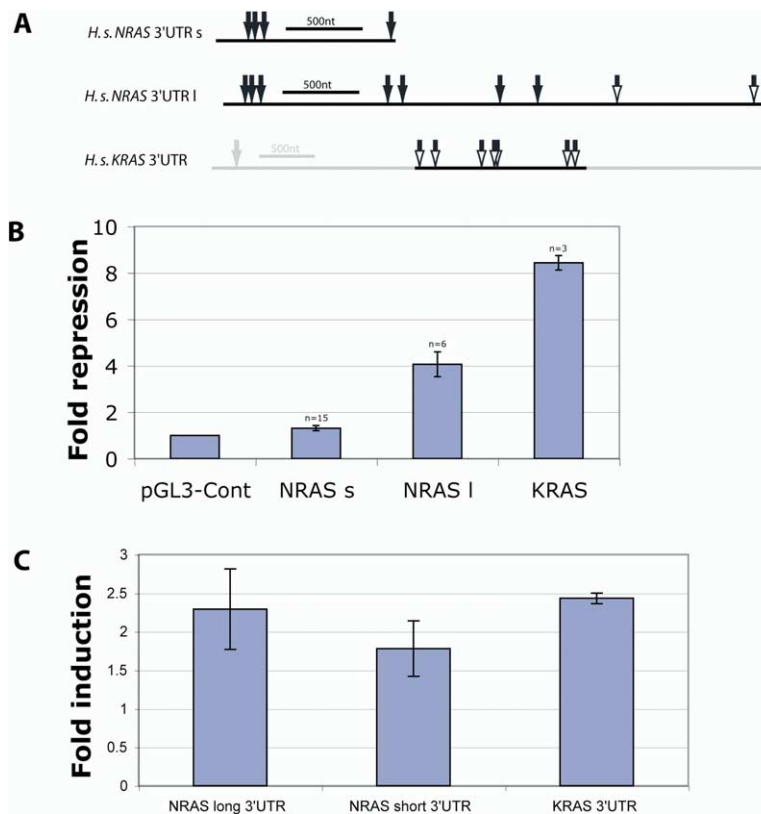 A
H.s.NRAS 3'UTR s
500nt
H.s.NRAS 3'UTR l
500nt
H.s.KRAS 3'UTR
500nt
B
Fold repression
10
8
6
4
2
0
n=15
n=6
n=3
pGL3-Cont NRAS s NRAS l KRAS
C
Fold induction
3
2.5
2
1.5
1
0.5
0
NRAS long 3'UTR NRAS short 3'UTR KRAS 3'UTR